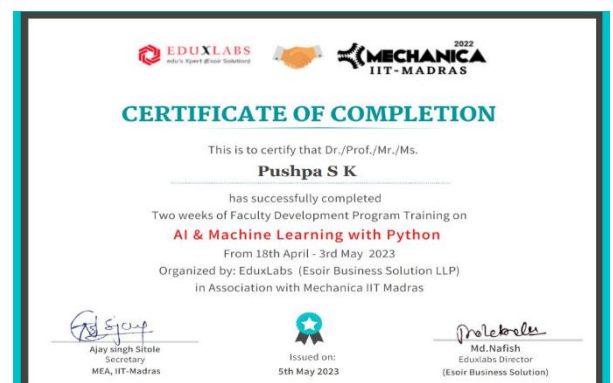 EDUXLABS
edu's Xpert (Esoir Solution)
2022
MECHANICA
IIT-MADRAS
CERTIFICATE OF COMPLETION
This is to certify that Dr./Prof./Mr./Ms.
Pushpa S K
has successfully completed
Two weeks of Faculty Development Program Training on
AI & Machine Learning with Python
From 18th April - 3rd May 2023
Organized by: EduxLabs (Esoir Business Solution LLP)
in Association with Mechanica IIT Madras
Ajay singh Sitole
Secretary
MEA, IIT-Madras
Issued on:
5th May 2023
Md.Nafish
Eduxlabs Director
(Esoir Business Solution)